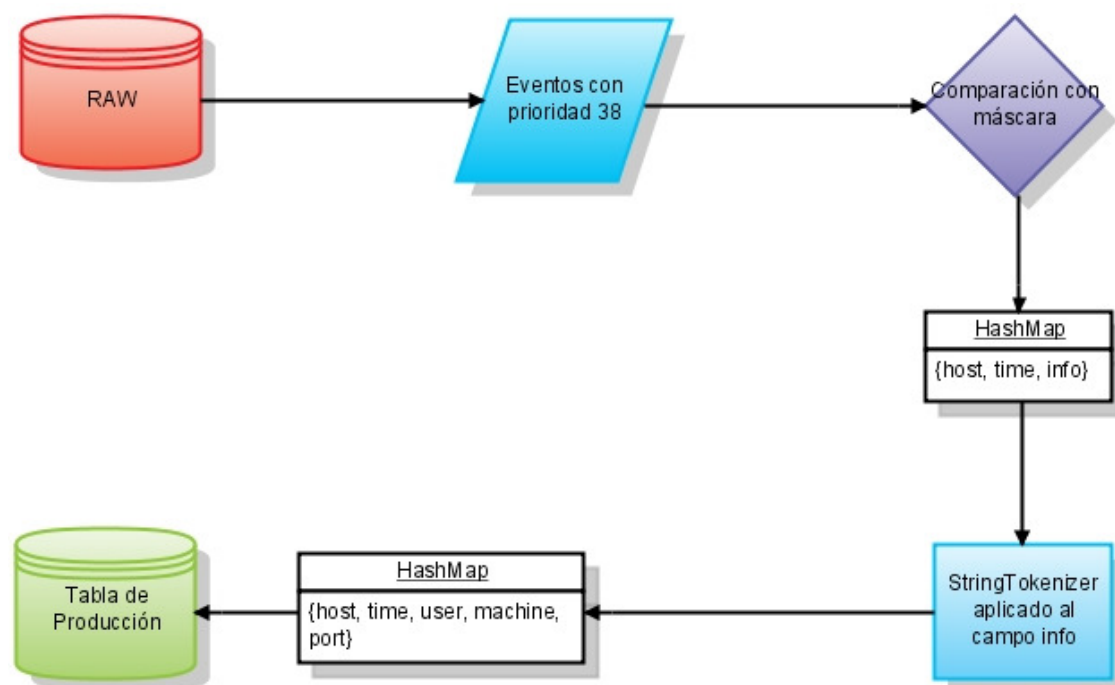 RAW
Eventos con
prioridad 38
Comparación con
máscara
HashMap
{host, time, info}
StringTokenizer
aplicado al
campo info
HashMap
{host, time, user, machine,
port}
Tabla de
Producción